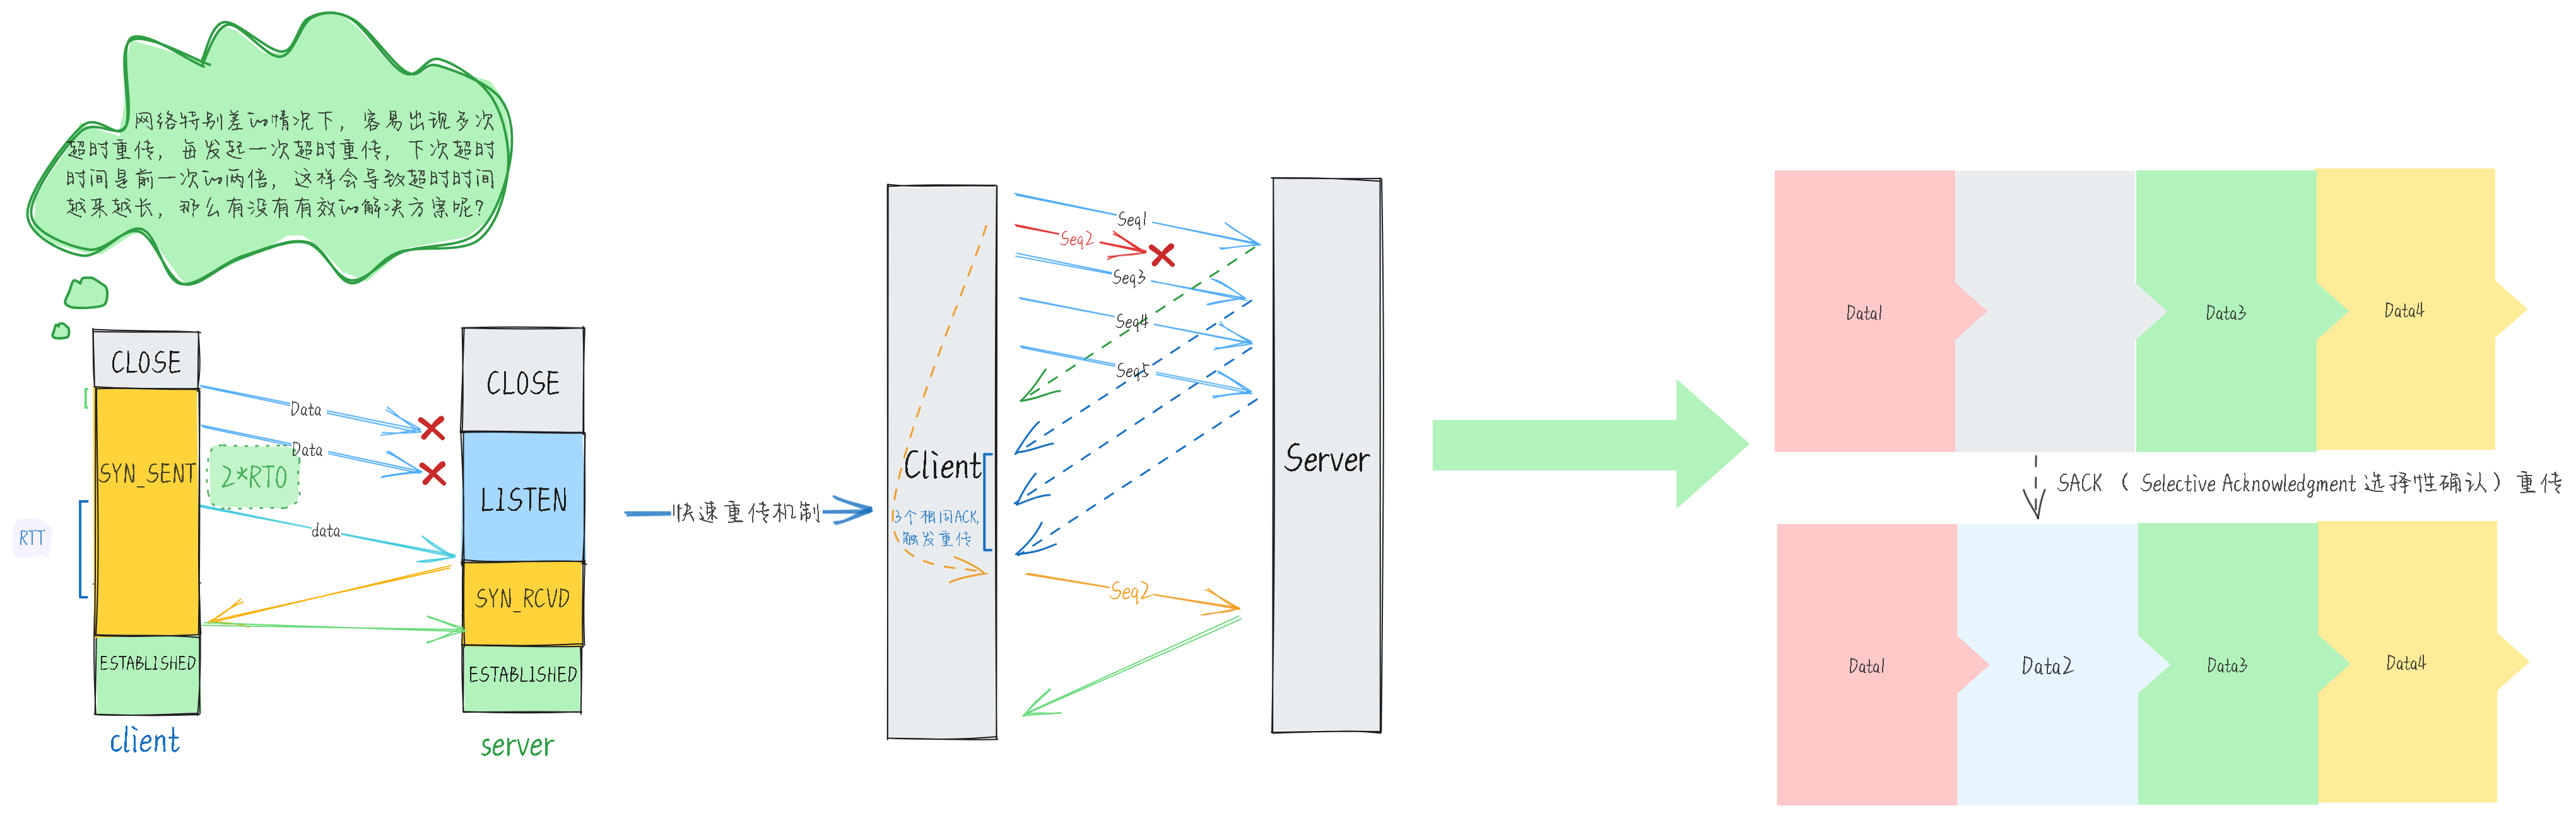 网络特别差的情况下，容易出现多次
超时重传，每发起一次超时重传，下次超时
时间是前一次的两倍，这样会导致超时时间
越来越长，那么有没有有效的解决方案呢？
CLOSE
SYN_SENT
ESTABLISHED
client
RTT
Data
Data
2*RTO
data
CLOSE
LISTEN
SYN_RCVD
ESTABLISHED
server
快速重传机制
Client
3个相同ACK,
触发重传
Seq1
Seq2
Seq3
Seq4
Seq5
Seq2
Server
Data1
Data3
Data4
SACK （ Selective Acknowledgment 选择性确认）重传
Data1
Data2
Data3
Data4